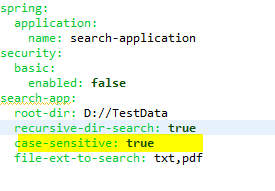 spring:
  application:
    name: search-application
security:
  basic:
    enabled: false
search-app:
  root-dir: D://TestData
  recursive-dir-search: true
  case-sensitive: true
  file-ext-to-search: txt,pdf